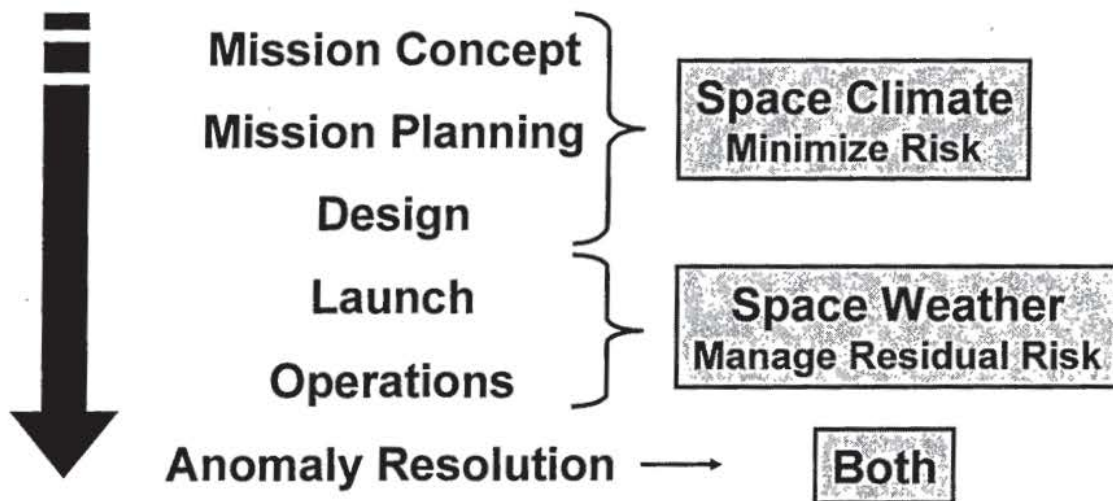 Mission Concept
Mission Planning
Design
Space Climate
Minimize Risk
Launch
Operations
Space Weather
Manage Residual Risk
Anomaly Resolution
Both